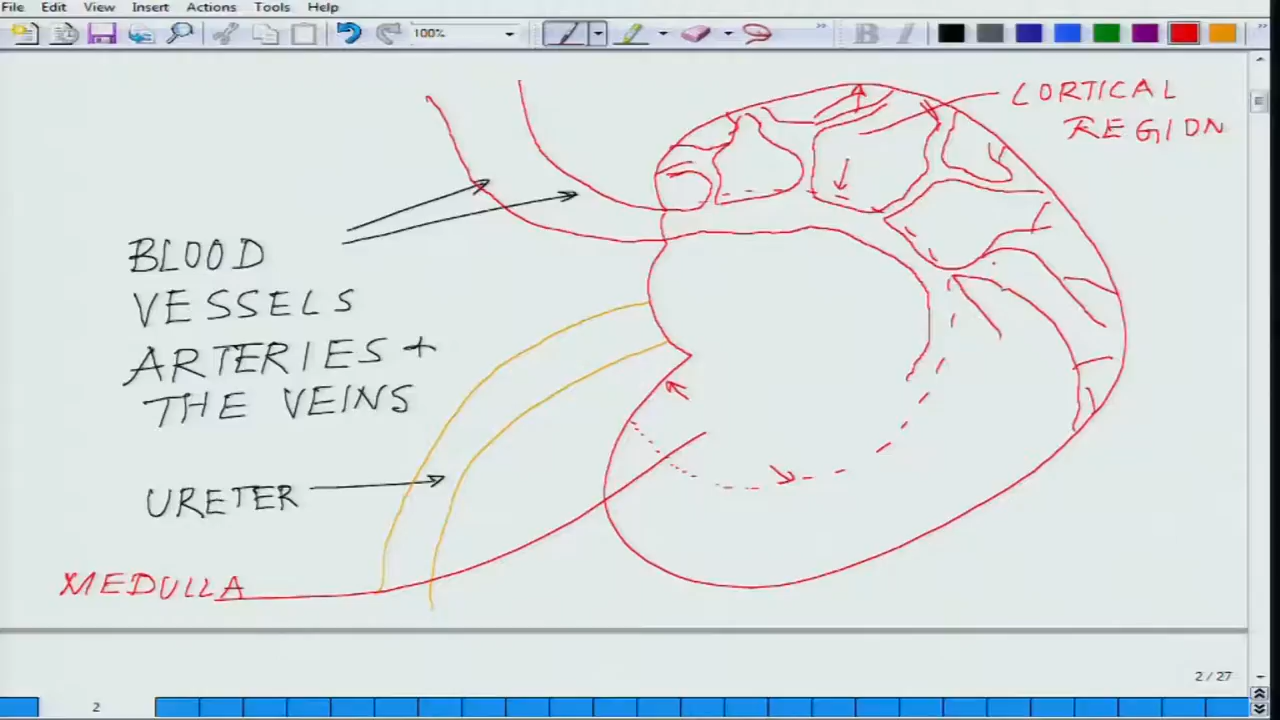 File Edit View Insert Actions Tools Help
100%
CORTICAL
REGION
BLOOD
VESSELS
ARTERIES +
THE VEINS
URETER
MEDULLA
2 / 27
2